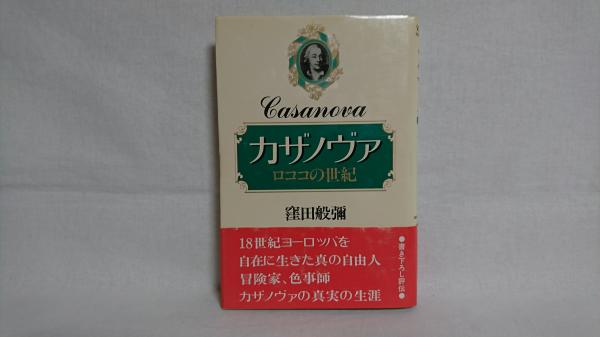 Casanova
カザノヴァ
ロココの世紀
窪田般彌
18世紀ヨーロッパを
自在に生きた真の自由人
冒険家、色事師
カザノヴァの真実の生涯
●書き下ろし評伝●